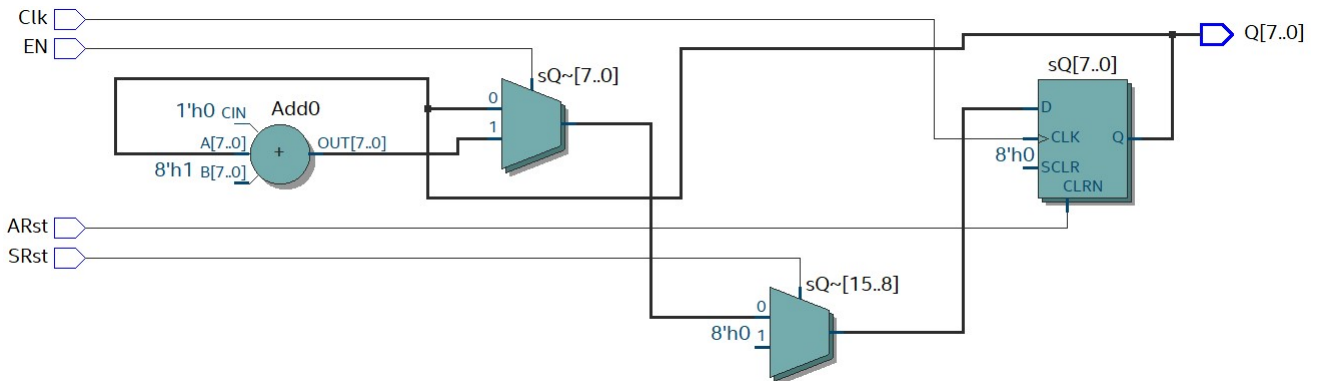 Clk
EN
Q[7..0]
sQ[7..0]
sQ~[7..0]
0
1
Add0
1'h0 CIN
A[7..0]
+
OUT[7..0]
8'h1 B[7..0]
D
CLK
Q
8'h0
SCLR
CLRN
ARst
SRst
sQ~[15..8]
0
8'h0 1